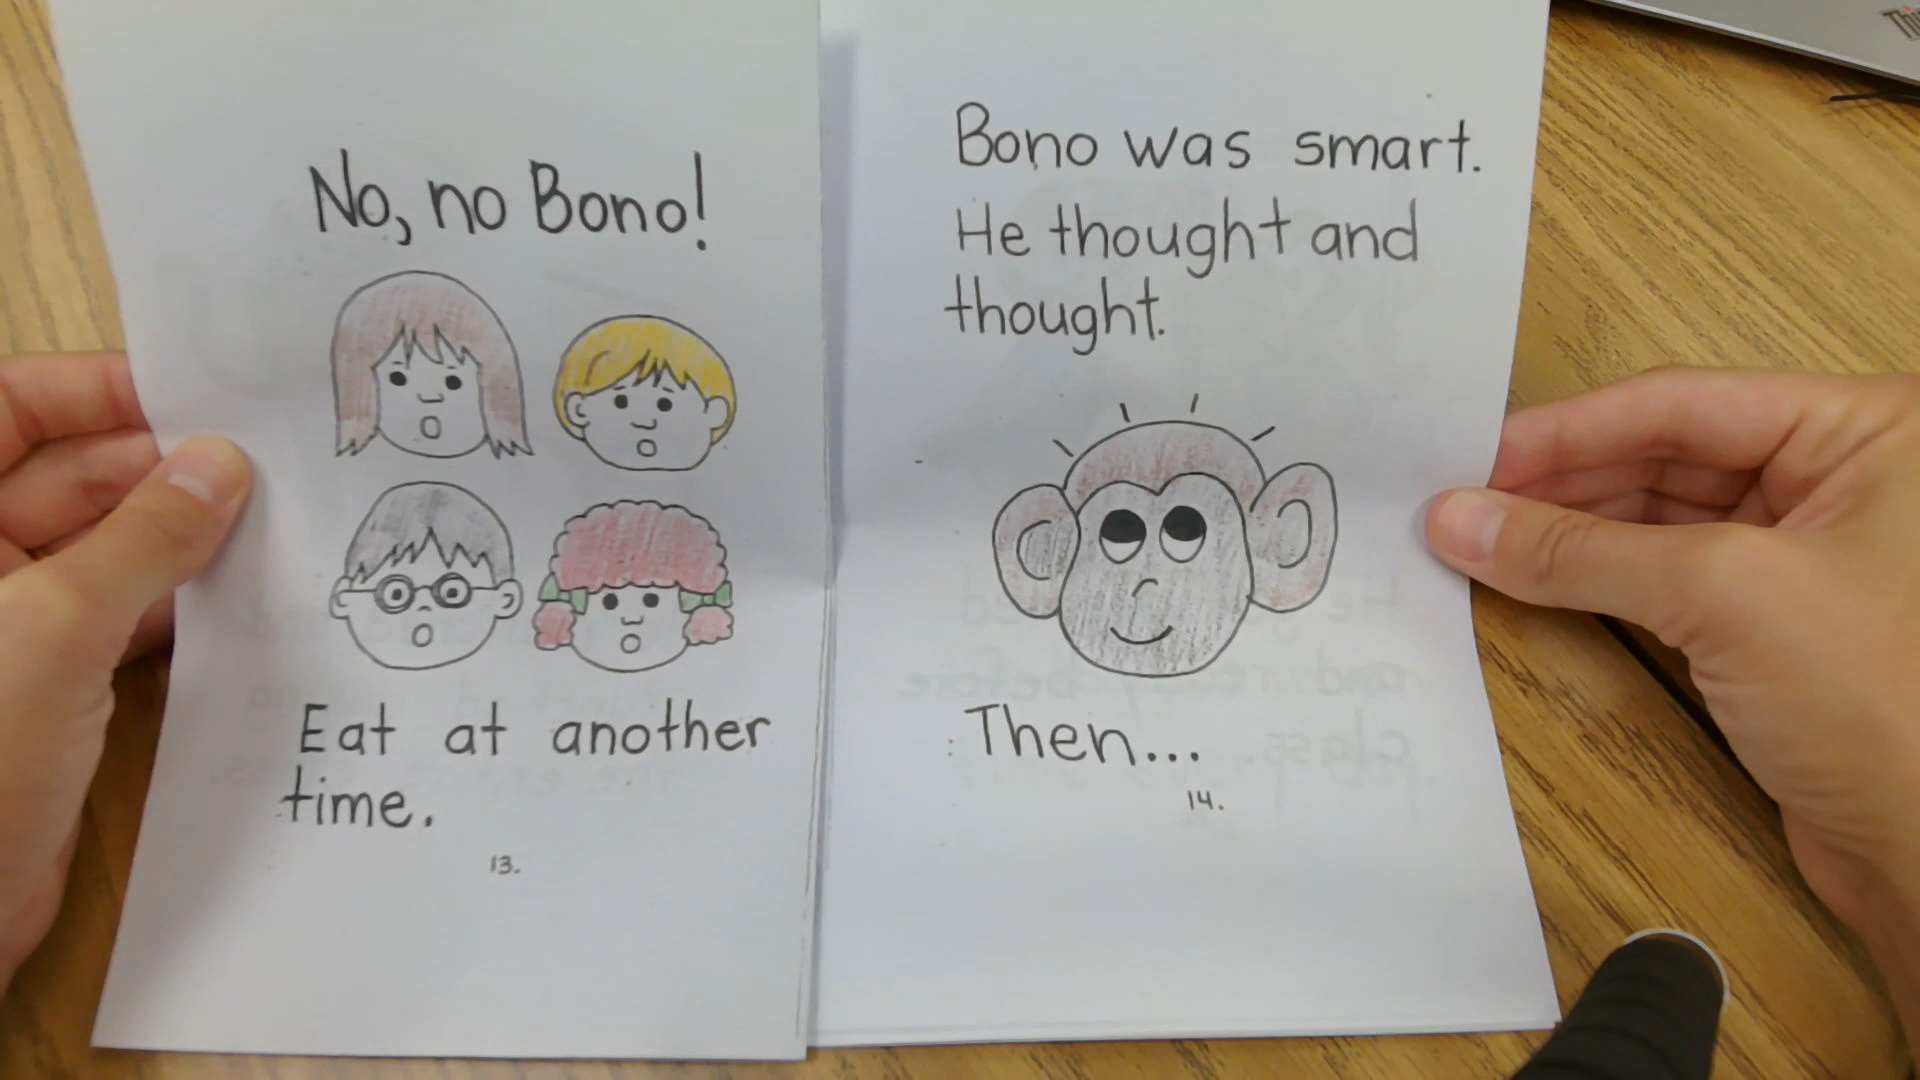 No, no Bono!
Eat at another
time.
13.
Bono was smart.
He thought and
thought.
Then...
14.